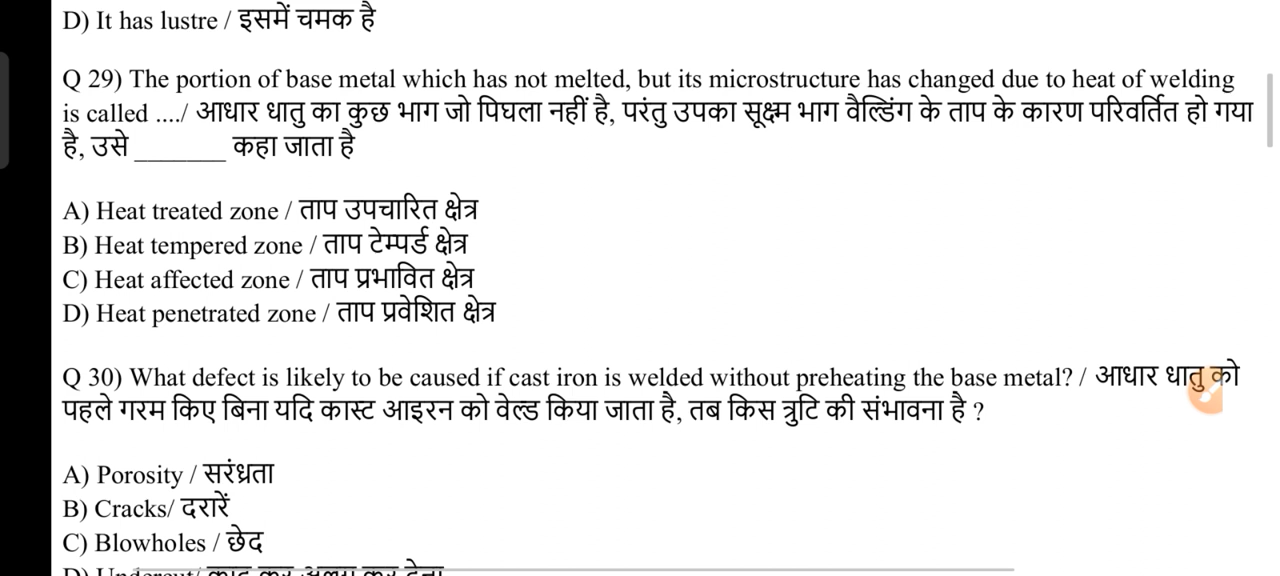 D) It has lustre / इसमें चमक है
Q 29) The portion of base metal which has not melted, but its microstructure has changed due to heat of welding
is called ..../ आधार धातु का कुछ भाग जो पिघला नहीं है, परंतु उपका सूक्ष्म भाग वैल्डिंग के ताप के कारण परिवर्तित हो गया
है, उसे _______ कहा जाता है
A) Heat treated zone / ताप उपचारित क्षेत्र
B) Heat tempered zone / ताप टेम्पर्ड क्षेत्र
C) Heat affected zone / ताप प्रभावित क्षेत्र
D) Heat penetrated zone / ताप प्रवेशित क्षेत्र
Q 30) What defect is likely to be caused if cast iron is welded without preheating the base metal? / आधार धातु को
पहले गरम किए बिना यदि कास्ट आइरन को वेल्ड किया जाता है, तब किस त्रुटि की संभावना है ?
A) Porosity / सरंध्रता
B) Cracks/ दरारें
C) Blowholes / छेद
D) Undercut/ काट कर अलग कर देना